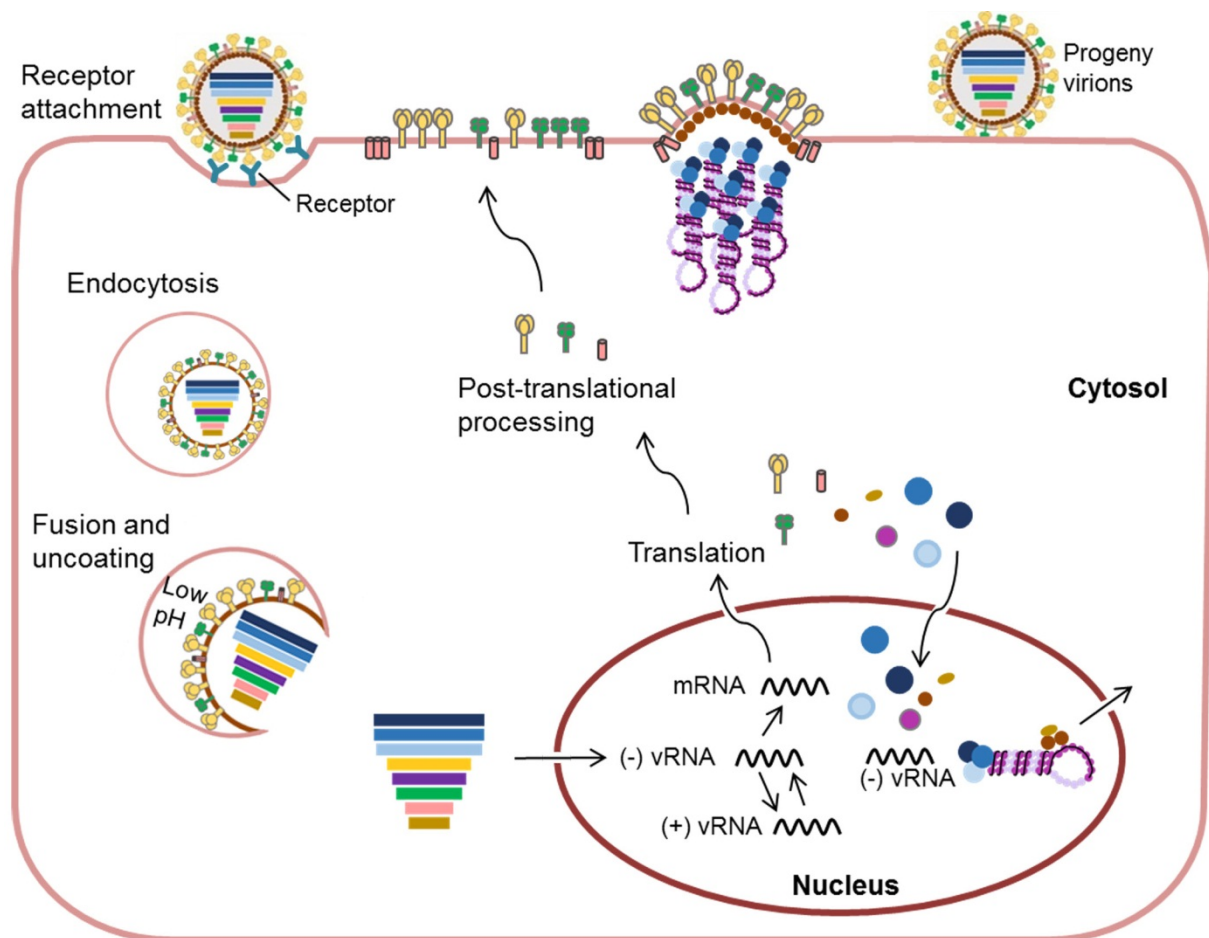 Receptor
attachment
Progeny
virions
Receptor
Endocytosis
Post-translational
processing
Cytosol
Fusion and
uncoating
Low
pH
Translation
mRNA
(-) vRNA
(-) vRNA
(+) vRNA
Nucleus